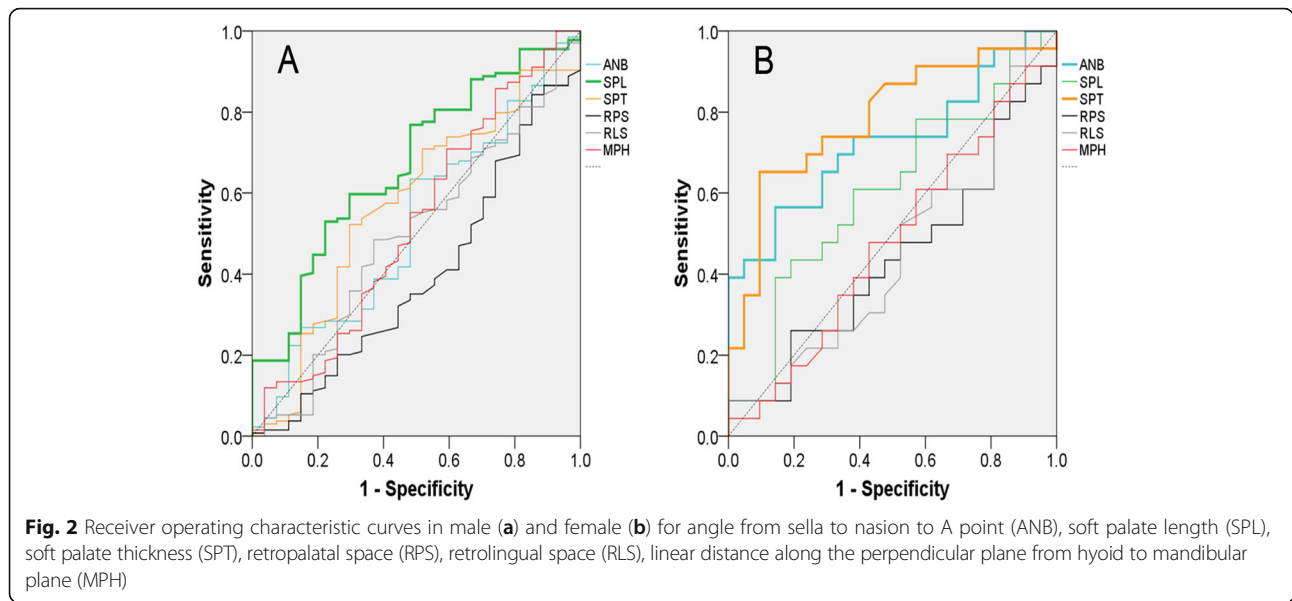 A
1.0
0.8
0.6
0.4
0.2
0.0
Sensitivity
0.0 0.2 0.4 0.6 0.8 1.0
1 - Specificity
ANB
SPL
SPT
RPS
RLS
MPH
B
1.0
0.8
0.6
0.4
0.2
0.0
Sensitivity
0.0 0.2 0.4 0.6 0.8 1.0
1 - Specificity
ANB
SPL
SPT
RPS
RLS
MPH
Fig. 2 Receiver operating characteristic curves in male (a) and female (b) for angle from sella to nasion to A point (ANB), soft palate length (SPL),
soft palate thickness (SPT), retropalatal space (RPS), retrolingual space (RLS), linear distance along the perpendicular plane from hyoid to mandibular
plane (MPH)